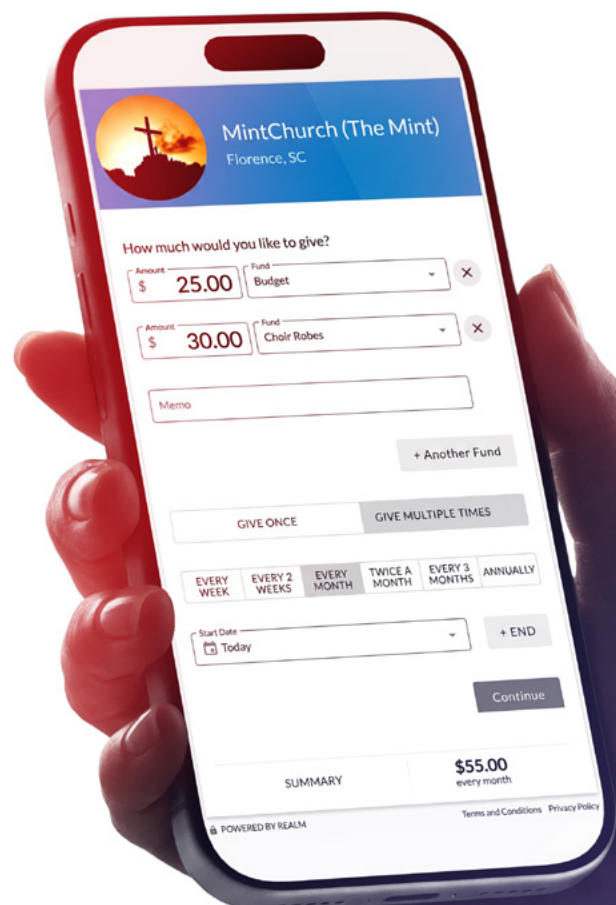 MintChurch (The Mint)
Florence, SC
How much would you like to give?
Amount Fund
$ 25.00 Budget
Amount Fund
$ 30.00 Choir Robes
Memo
+ Another Fund
GIVE ONCE GIVE MULTIPLE TIMES
EVERY WEEK EVERY 2 WEEKS EVERY MONTH TWICE A MONTH EVERY 3 MONTHS ANNUALLY
Start Date
Today + END
Continue
SUMMARY $55.00
every month
POWERED BY REALM Terms and Conditions Privacy Policy